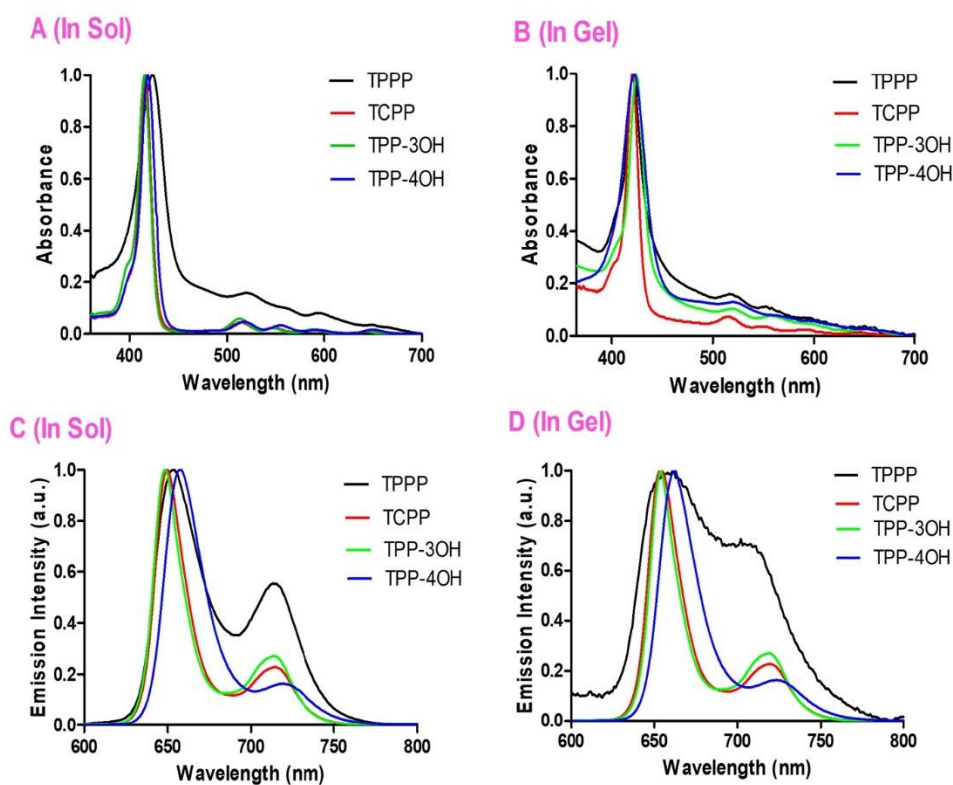 A (In Sol)
Absorbance
1.0
0.8
0.6
0.4
0.2
0.0
400
500
600
700
Wavelength (nm)
TPPP
TCPP
TPP-3OH
TPP-4OH
B (In Gel)
Absorbance
1.0
0.8
0.6
0.4
0.2
0.0
400
500
600
700
Wavelength (nm)
TPPP
TCPP
TPP-3OH
TPP-4OH
C (In Sol)
Emission Intensity (a.u.)
1.0
0.8
0.6
0.4
0.2
0.0
600
650
700
750
800
Wavelength (nm)
TPPP
TCPP
TPP-3OH
TPP-4OH
D (In Gel)
Emission Intensity (a.u.)
1.0
0.8
0.6
0.4
0.2
0.0
600
650
700
750
800
Wavelength (nm)
TPPP
TCPP
TPP-3OH
TPP-4OH